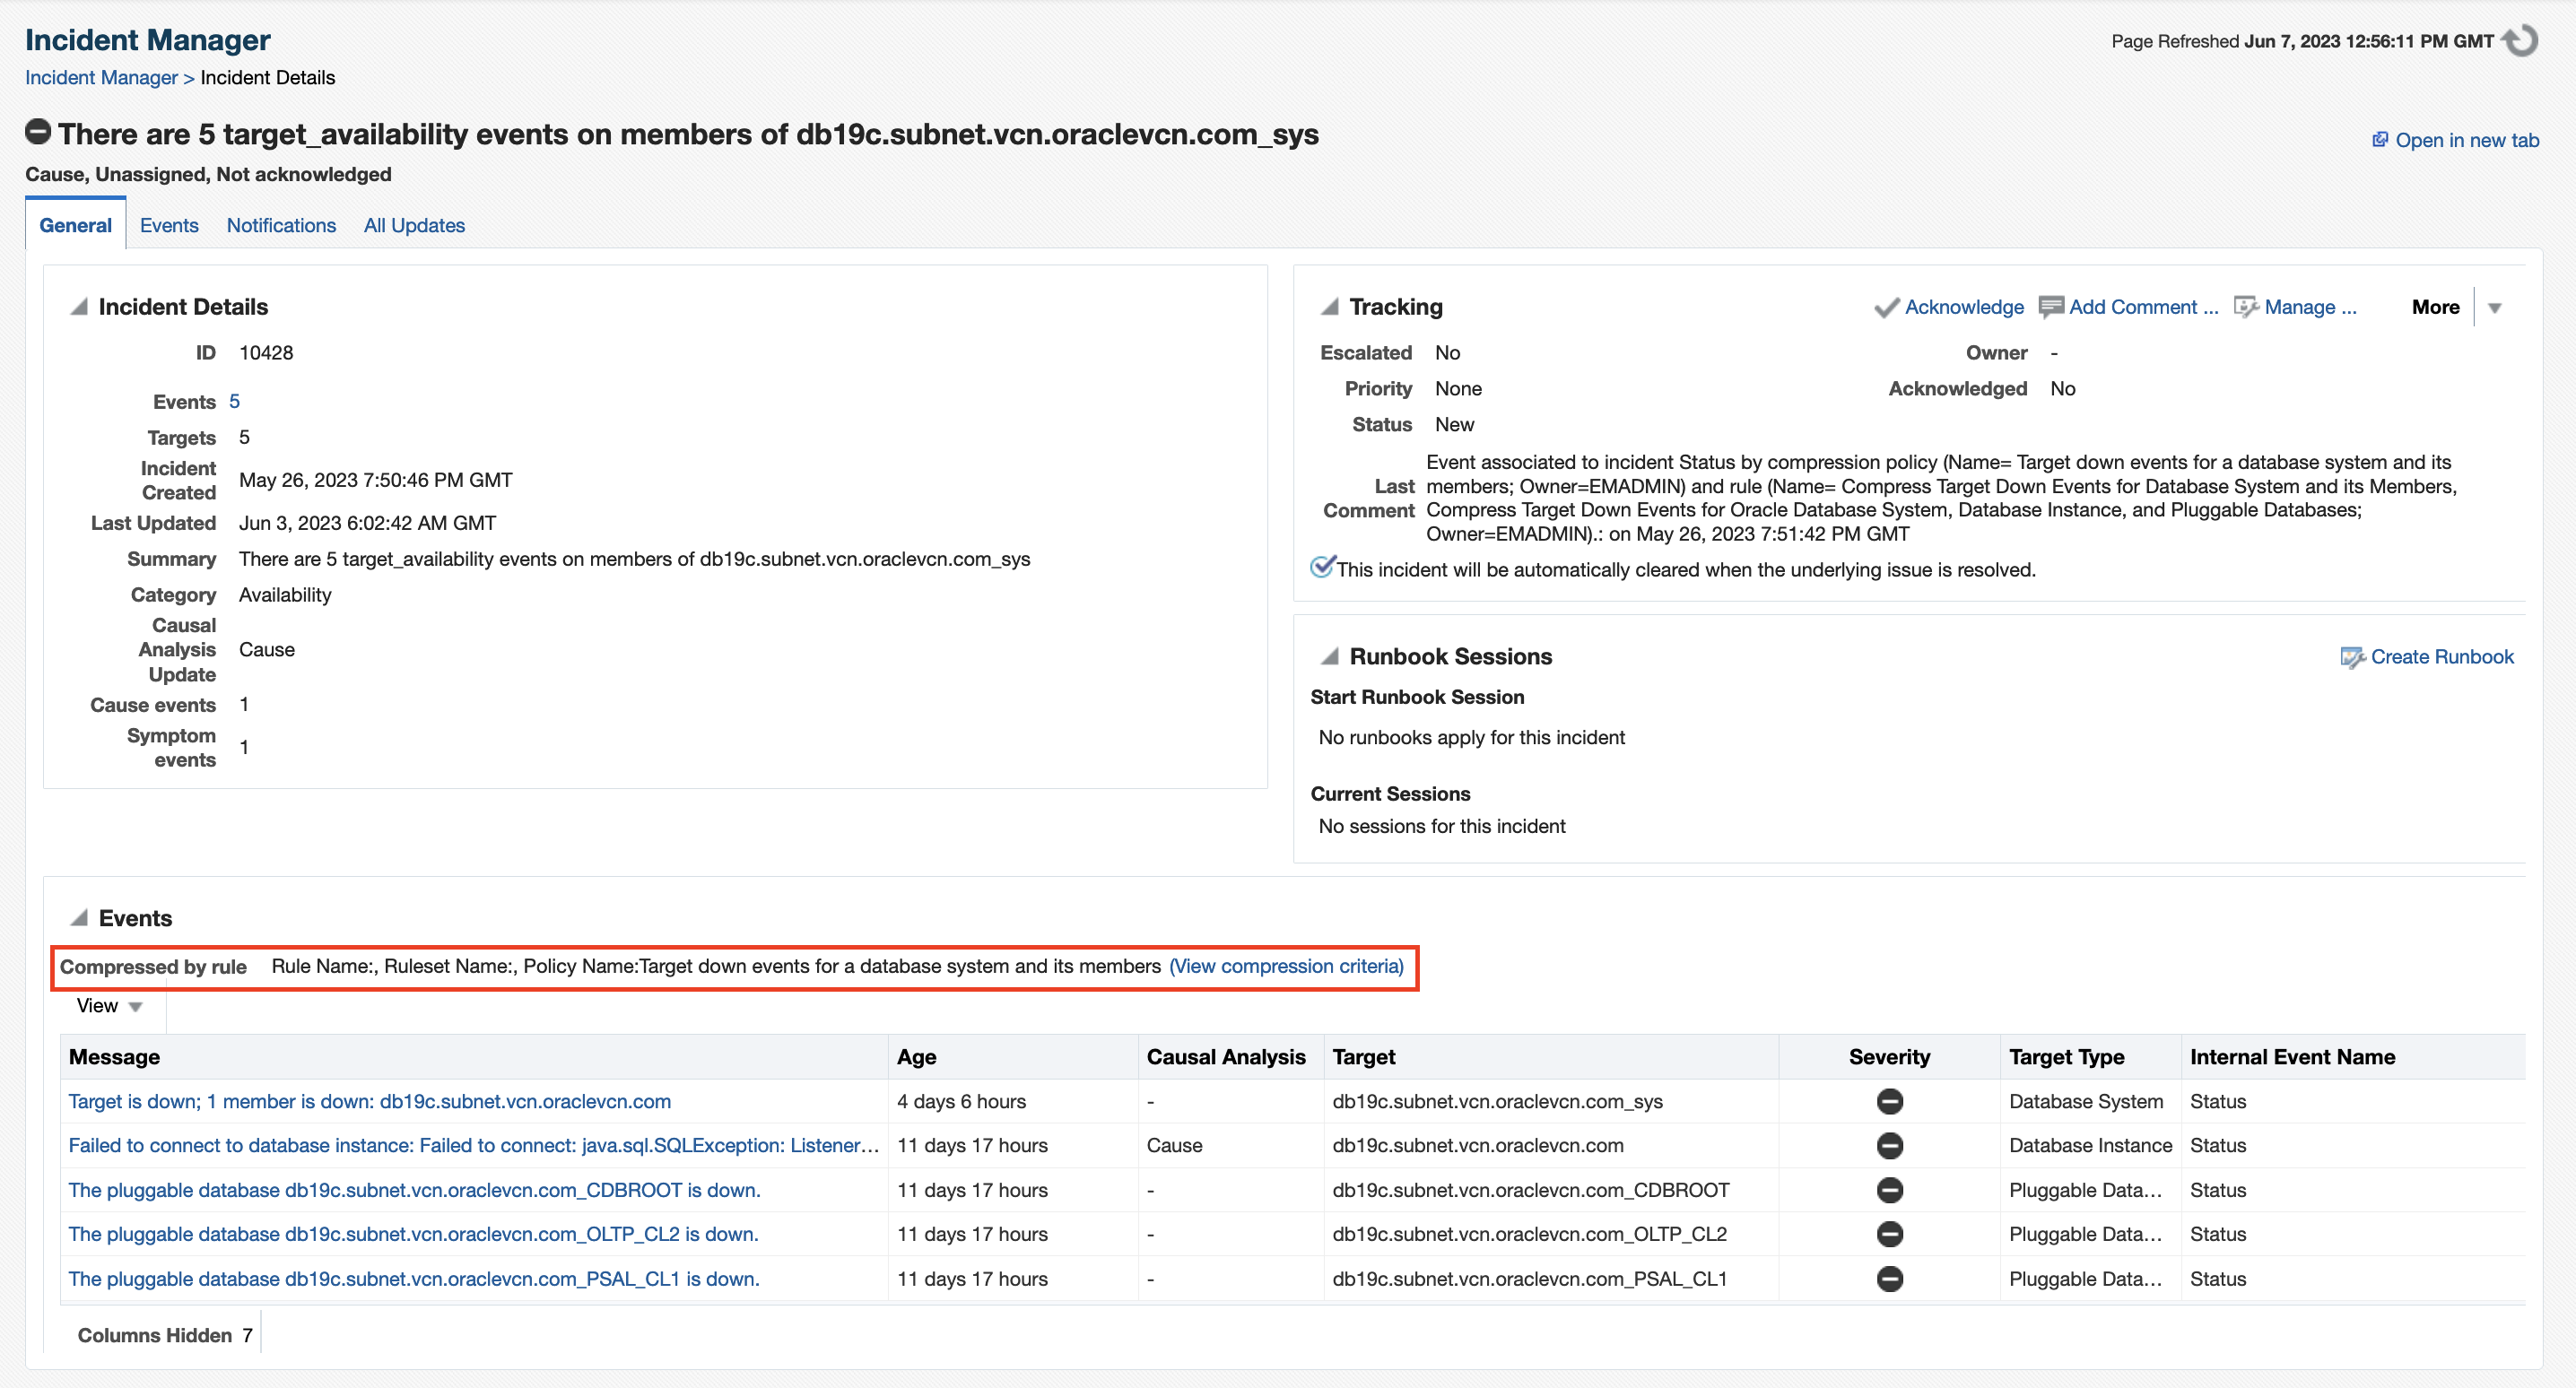 Incident Manager
Page Refreshed Jun 7, 2023 12:56:11 PM GMT
Incident Manager > Incident Details
There are 5 target_availability events on members of db19c.subnet.vcn.oraclevcn.com_sys
Open in new tab
Cause, Unassigned, Not acknowledged
General Events Notifications All Updates
Incident Details
ID 10428
Events 5
Targets 5
Incident Created May 26, 2023 7:50:46 PM GMT
Last Updated Jun 3, 2023 6:02:42 AM GMT
Summary There are 5 target_availability events on members of db19c.subnet.vcn.oraclevcn.com_sys
Category Availability
Causal Analysis Update Cause
Cause events 1
Symptom events 1
Tracking
Acknowledge Add Comment ... Manage ... More
Escalated No Owner -
Priority None Acknowledged No
Status New
Last Comment
Event associated to incident Status by compression policy (Name= Target down events for a database system and its
members; Owner=EMADMIN) and rule (Name= Compress Target Down Events for Database System and its Members,
Compress Target Down Events for Oracle Database System, Database Instance, and Pluggable Databases;
Owner=EMADMIN).: on May 26, 2023 7:51:42 PM GMT
This incident will be automatically cleared when the underlying issue is resolved.
Runbook Sessions
Create Runbook
Start Runbook Session
No runbooks apply for this incident
Current Sessions
No sessions for this incident
Events
Compressed by rule Rule Name:, Ruleset Name:, Policy Name:Target down events for a database system and its members (View compression criteria)
View
Message Age Causal Analysis Target Severity Target Type Internal Event Name
Target is down; 1 member is down: db19c.subnet.vcn.oraclevcn.com 4 days 6 hours - db19c.subnet.vcn.oraclevcn.com_sys Database System Status
Failed to connect to database instance: Failed to connect: java.sql.SQLException: Listener... 11 days 17 hours Cause db19c.subnet.vcn.oraclevcn.com Database Instance Status
The pluggable database db19c.subnet.vcn.oraclevcn.com_CDBROOT is down. 11 days 17 hours - db19c.subnet.vcn.oraclevcn.com_CDBROOT Pluggable Data... Status
The pluggable database db19c.subnet.vcn.oraclevcn.com_OLTP_CL2 is down. 11 days 17 hours - db19c.subnet.vcn.oraclevcn.com_OLTP_CL2 Pluggable Data... Status
The pluggable database db19c.subnet.vcn.oraclevcn.com_PSAL_CL1 is down. 11 days 17 hours - db19c.subnet.vcn.oraclevcn.com_PSAL_CL1 Pluggable Data... Status
Columns Hidden 7